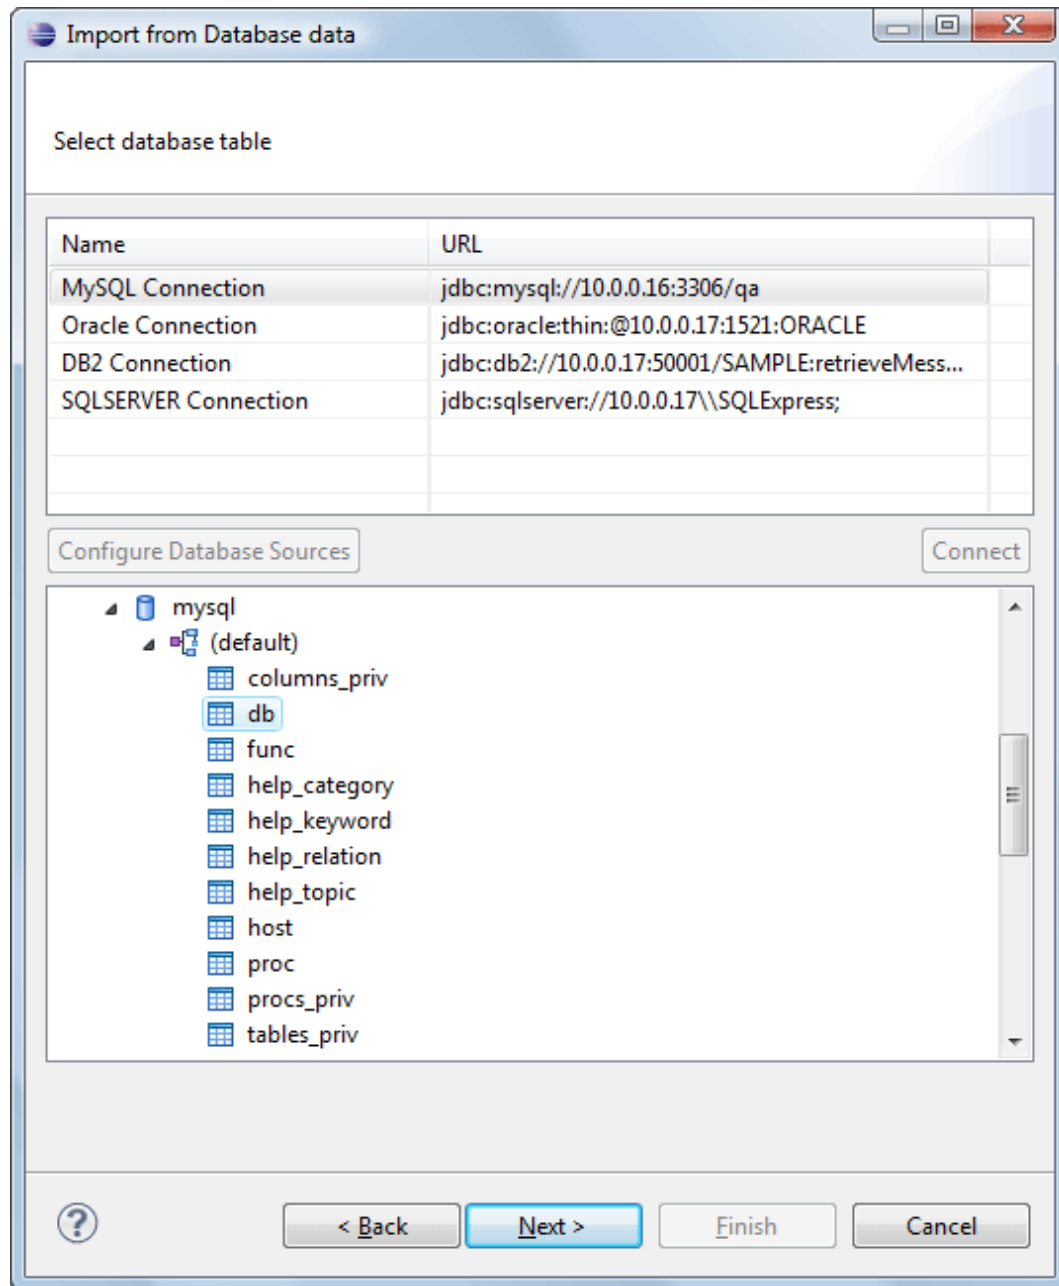 Import from Database data
Select database table
Name URL
MySQL Connection jdbc:mysql://10.0.0.16:3306/qa
Oracle Connection jdbc:oracle:thin:@10.0.0.17:1521:ORACLE
DB2 Connection jdbc:db2://10.0.0.17:50001/SAMPLE:retrieveMess...
SQLSERVER Connection jdbc:sqlserver://10.0.0.17\\SQLExpress;
Configure Database Sources Connect
mysql
(default)
columns_priv
db
func
help_category
help_keyword
help_relation
help_topic
host
proc
procs_priv
tables_priv
? < Back Next > Finish Cancel